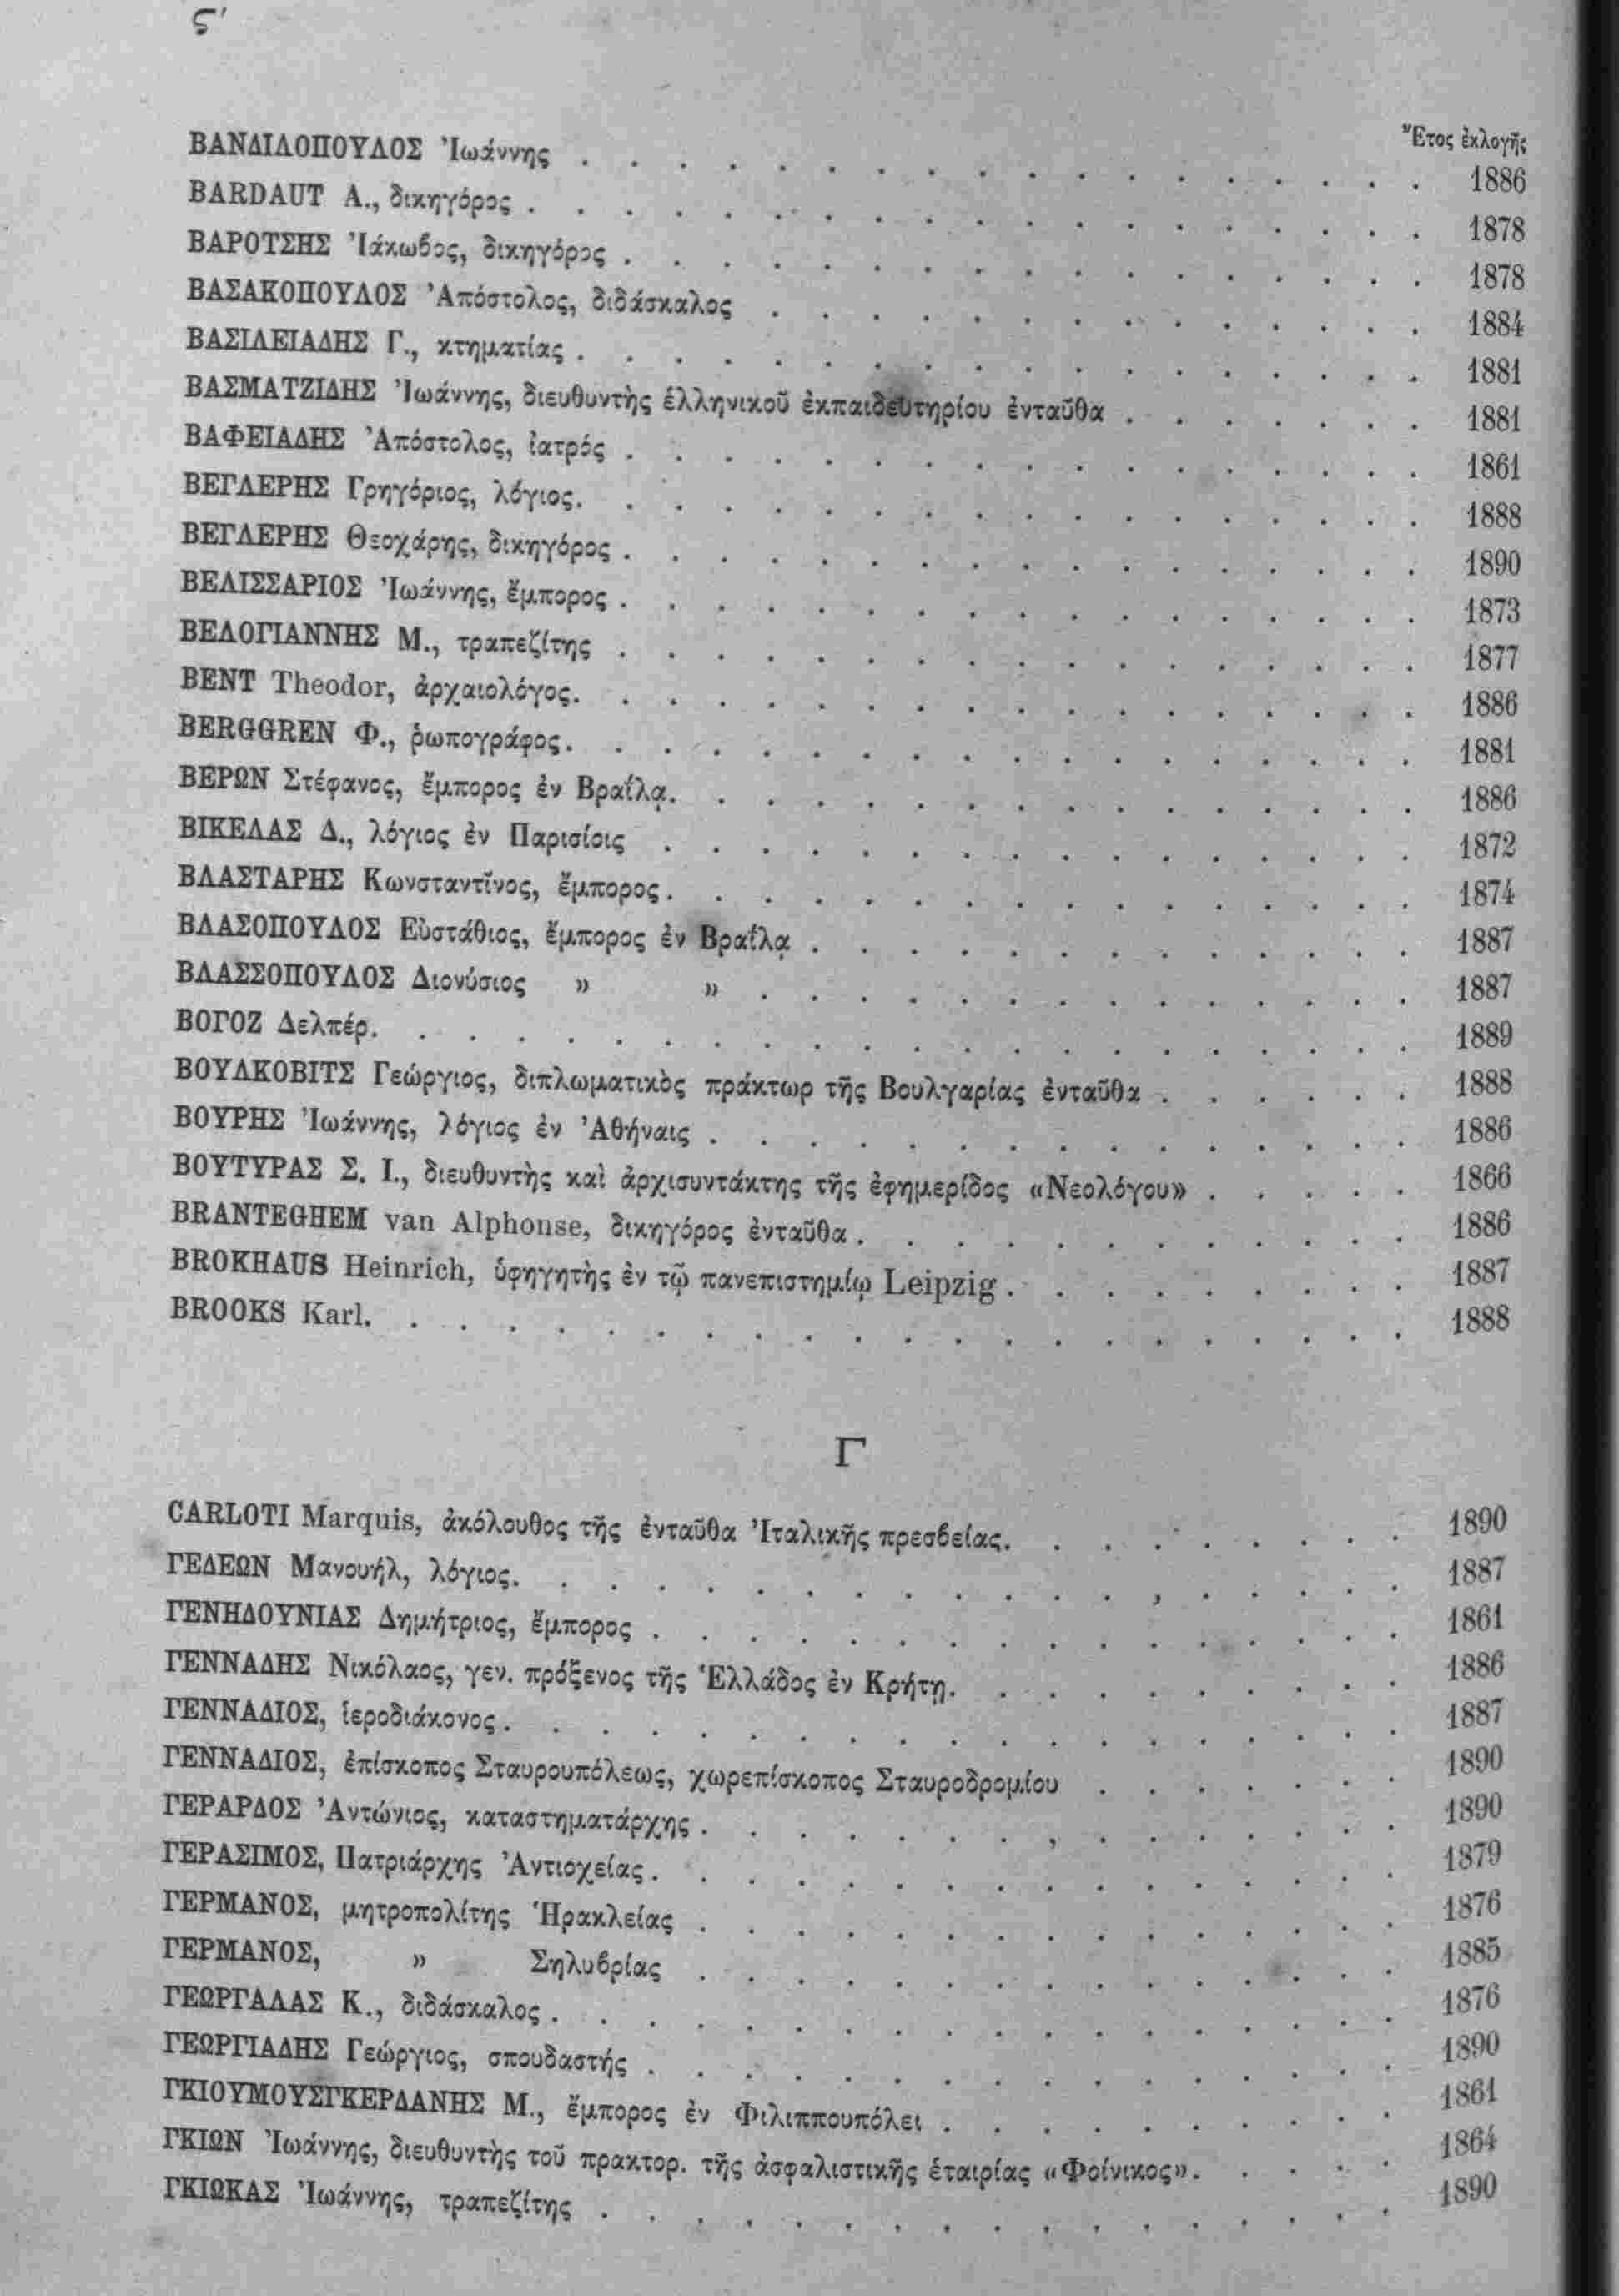 ς′
Ἔτος ἐκλογῆς
ΒΑΝΔΙΛΟΠΟΥΛΟΣ Ἰωάννης . . . . . . . . . . . . . . . . . 1886
BARDAUT A., δικηγόρος . . . . . . . . . . . . . . . . . . 1878
ΒΑΡΟΤΣΗΣ Ἰάκωβος, δικηγόρος . . . . . . . . . . . . . . . . 1878
ΒΑΣΑΚΟΠΟΥΛΟΣ Ἀπόστολος, διδάσκαλος . . . . . . . . . . . . . 1884
ΒΑΣΙΛΕΙΑΔΗΣ Γ., κτηματίας . . . . . . . . . . . . . . . . . 1881
ΒΑΣΜΑΤΖΙΔΗΣ Ἰωάννης, διευθυντὴς ἑλληνικοῦ ἐκπαιδευτηρίου ἐνταῦθα . . . . . . . 1881
ΒΑΦΕΙΑΔΗΣ Ἀπόστολος, ἰατρός . . . . . . . . . . . . . . . . 1861
ΒΕΓΛΕΡΗΣ Γρηγόριος, λόγιος. . . . . . . . . . . . . . . . . 1888
ΒΕΓΛΕΡΗΣ Θεοχάρης, δικηγόρος . . . . . . . . . . . . . . . . 1890
ΒΕΛΙΣΣΑΡΙΟΣ Ἰωάννης, ἔμπορος . . . . . . . . . . . . . . . . 1873
ΒΕΛΟΓΙΑΝΝΗΣ Μ., τραπεζίτης . . . . . . . . . . . . . . . . 1877
BENT Theodor, ἀρχαιολόγος. . . . . . . . . . . . . . . . . 1886
BERGGREN Φ., ῥωπογράφος. . . . . . . . . . . . . . . . . 1881
ΒΕΡΩΝ Στέφανος, ἔμπορος ἐν Βραΐλᾳ. . . . . . . . . . . . . . . 1886
ΒΙΚΕΛΑΣ Δ., λόγιος ἐν Παρισίοις . . . . . . . . . . . . . . . 1872
ΒΛΑΣΤΑΡΗΣ Κωνσταντῖνος, ἔμπορος. . . . . . . . . . . . . . . 1874
ΒΛΑΣΟΠΟΥΛΟΣ Εὐστάθιος, ἔμπορος ἐν Βραΐλᾳ . . . . . . . . . . . . 1887
ΒΛΑΣΣΟΠΟΥΛΟΣ Διονύσιος » » . . . . . . . . . . . . . 1887
ΒΟΓΟΖ Δελπέρ. . . . . . . . . . . . . . . . . . . . . 1889
ΒΟΥΛΚΟΒΙΤΣ Γεώργιος, διπλωματικὸς πράκτωρ τῆς Βουλγαρίας ἐνταῦθα . . . . . . 1888
ΒΟΥΡΗΣ Ἰωάννης, λόγιος ἐν Ἀθήναις . . . . . . . . . . . . . . 1886
ΒΟΥΤΥΡΑΣ Σ. Ι., διευθυντὴς καὶ ἀρχισυντάκτης τῆς ἐφημερίδος «Νεολόγου» . . . . . 1866
BRANTEGHEM van Alphonse, δικηγόρος ἐνταῦθα . . . . . . . . . . . 1886
BROKHAUS Heinrich, ὑφηγητὴς ἐν τῷ πανεπιστημίῳ Leipzig . . . . . . . . 1887
BROOKS Karl. . . . . . . . . . . . . . . . . . . . . . 1888
Γ
CARLOTI Marquis, ἀκόλουθος τῆς ἐνταῦθα Ἰταλικῆς πρεσβείας. . . . . . . . 1890
ΓΕΔΕΩΝ Μανουήλ, λόγιος. . . . . . . . . . . . . . . . . . 1887
ΓΕΝΗΔΟΥΝΙΑΣ Δημήτριος, ἔμπορος . . . . . . . . . . . . . . . 1861
ΓΕΝΝΑΔΗΣ Νικόλαος, γεν. πρόξενος τῆς Ἑλλάδος ἐν Κρήτῃ. . . . . . . . . 1886
ΓΕΝΝΑΔΙΟΣ, ἱεροδιάκονος . . . . . . . . . . . . . . . . . . 1887
ΓΕΝΝΑΔΙΟΣ, ἐπίσκοπος Σταυρουπόλεως, χωρεπίσκοπος Σταυροδρομίου . . . . . . 1890
ΓΕΡΑΡΔΟΣ Ἀντώνιος, καταστηματάρχης . . . . . . . . . . . . . . 1890
ΓΕΡΑΣΙΜΟΣ, Πατριάρχης Ἀντιοχείας . . . . . . . . . . . . . . . 1879
ΓΕΡΜΑΝΟΣ, μητροπολίτης Ἡρακλείας . . . . . . . . . . . . . . 1876
ΓΕΡΜΑΝΟΣ, » Σηλυβρίας . . . . . . . . . . . . . . 1885
ΓΕΩΡΓΑΛΑΣ Κ., διδάσκαλος . . . . . . . . . . . . . . . . . 1876
ΓΕΩΡΓΙΑΔΗΣ Γεώργιος, σπουδαστής . . . . . . . . . . . . . . . 1890
ΓΚΙΟΥΜΟΥΣΓΚΕΡΔΑΝΗΣ Μ., ἔμπορος ἐν Φιλιππουπόλει . . . . . . . . . 1861
ΓΚΙΩΝ Ἰωάννης, διευθυντὴς τοῦ πρακτορ. τῆς ἀσφαλιστικῆς ἑταιρίας «Φοίνικος». . . . . 1864
ΓΚΙΩΚΑΣ Ἰωάννης, τραπεζίτης . . . . . . . . . . . . . . . . 1890